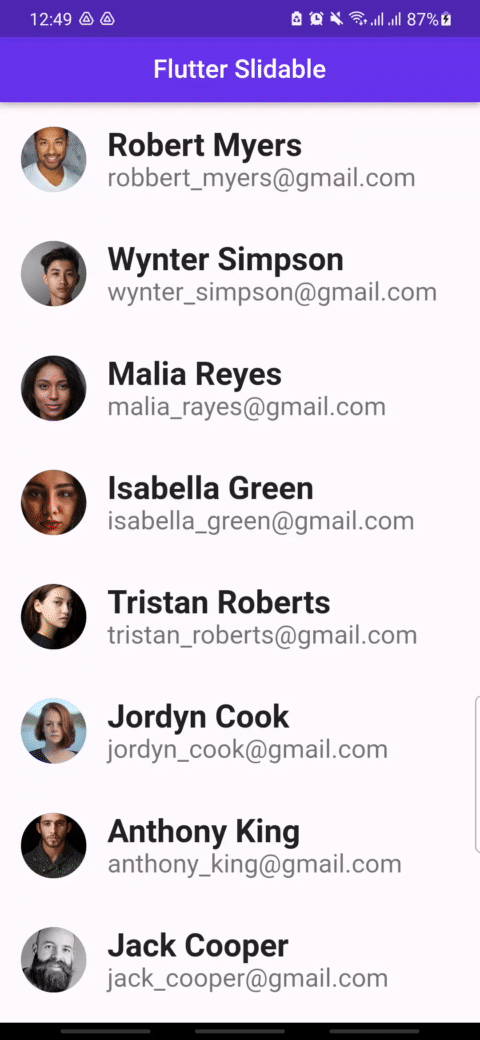 12:49 87%
Flutter Slidable
Robert Myers
robbert_myers@gmail.com
Wynter Simpson
wynter_simpson@gmail.com
Malia Reyes
malia_rayes@gmail.com
Isabella Green
isabella_green@gmail.com
Tristan Roberts
tristan_roberts@gmail.com
Jordyn Cook
jordyn_cook@gmail.com
Anthony King
anthony_king@gmail.com
Jack Cooper
jack_cooper@gmail.com